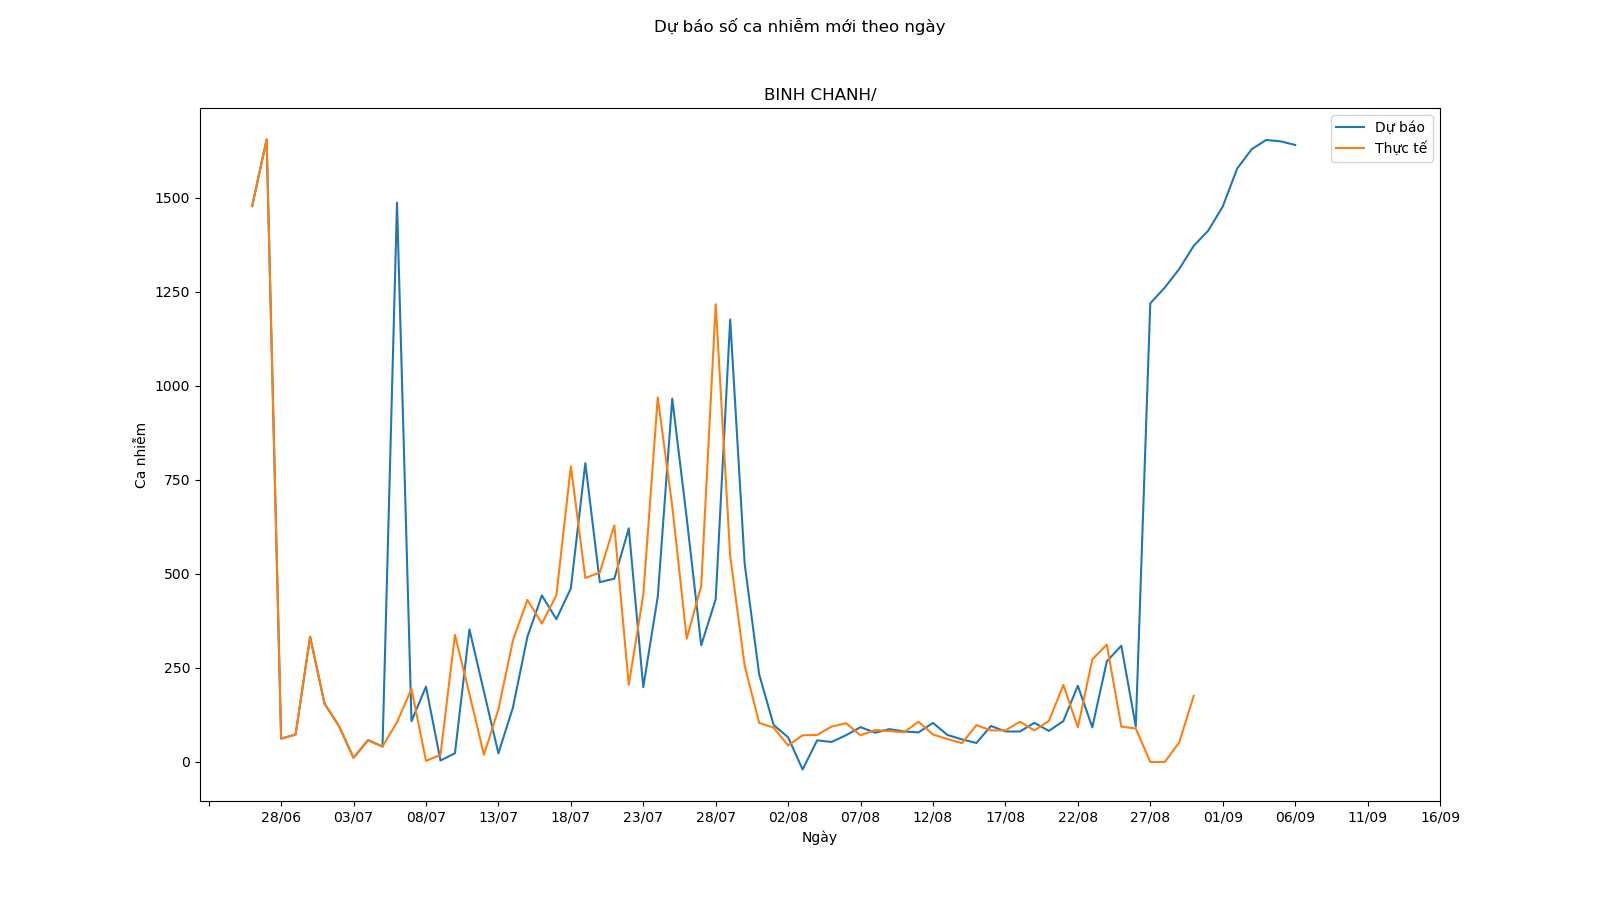 Dự báo số ca nhiễm mới theo ngày
BINH CHANH/
Dự báo
Thực tế
1500
1250
1000
750
500
250
0
Ca nhiễm
28/06 03/07 08/07 13/07 18/07 23/07 28/07 02/08 07/08 12/08 17/08 22/08 27/08 01/09 06/09 11/09 16/09
Ngày